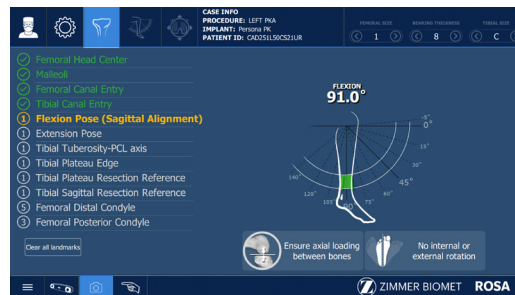 CASE INFO
PROCEDURE: LEFT PKA
IMPLANT: Persona PK
PATIENT ID: CAD251L50CS21UR
FEMORAL SIZE
1
BEARING THICKNESS
8
TIBIAL SIZE
C
Femoral Head Center
Malleoli
Femoral Canal Entry
Tibial Canal Entry
1 Flexion Pose (Sagittal Alignment)
1 Extension Pose
1 Tibial Tuberosity-PCL axis
1 Tibial Plateau Edge
1 Tibial Plateau Resection Reference
1 Tibial Sagittal Resection Reference
5 Femoral Distal Condyle
3 Femoral Posterior Condyle
Clear all landmarks
FLEXION
91.0°
-5°
0°
15°
30°
45°
60°
75°
90
105°
120°
140°
Ensure axial loading
between bones
No internal or
external rotation
ZIMMER BIOMET
ROSA